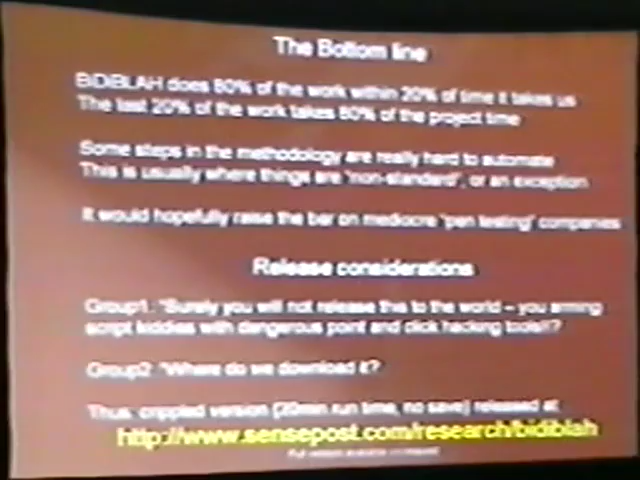 The Bottom line
BiDiBLAH does 80% of the work within 20% of time it takes us
The last 20% of the work takes 80% of the project time
Some steps in the methodology are really hard to automate
This is usually where things are "non-standard", or an exception
It would hopefully raise the bar on mediocre "pen testing" companies
Release considerations
Group1: "Surely you will not release this to the world – you arming
script kiddies with dangerous point and click hacking tools!!?
Group2: "Where do we download it?
Thus, crippled version (20min run time, no save) released at
http://www.sensepost.com/research/bidiblah